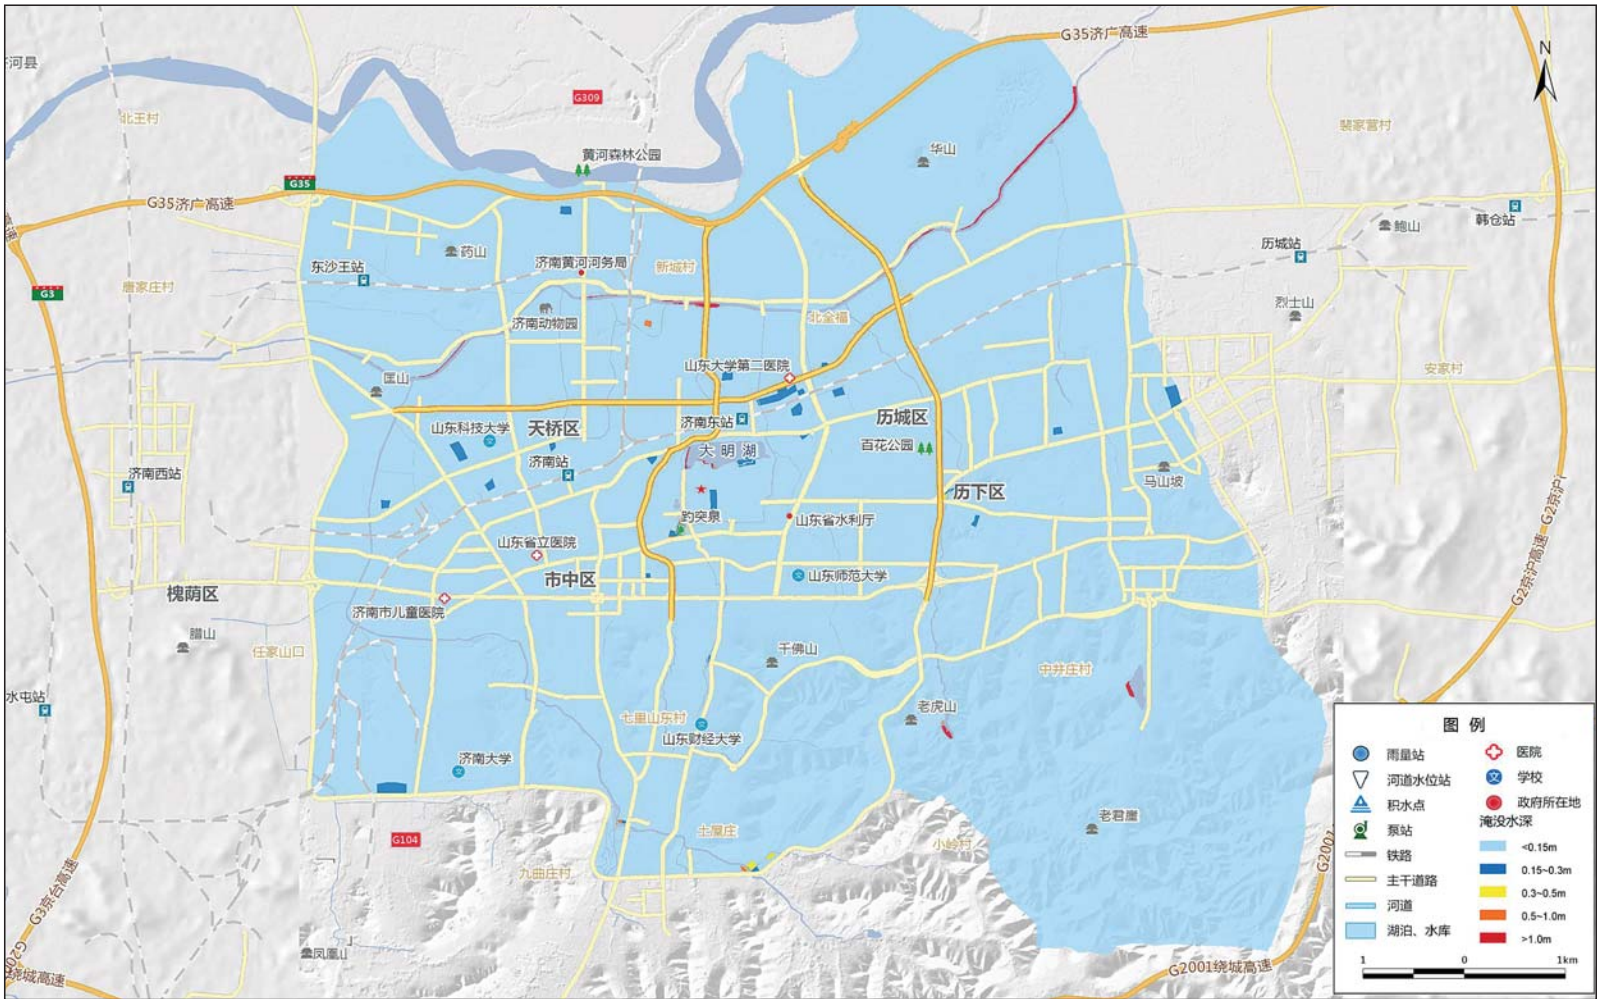 G35济广高速
N
河县
G309
北王村
裴家营村
华山
黄河森林公园
G35
G35济广高速
韩仓站
鲍山
历城站
药山
济南黄河河务局
新城村
东沙王站
唐家庄村
G3
烈士山
济南动物园
北全福
山东大学第二医院
安家村
匡山
济南东站
历城区
山东科技大学
天桥区
百花公园
大明湖
济南站
济南西站
马山坡
历下区
G2京沪高速
G2京沪
趵突泉
山东省水利厅
山东省立医院
市中区
山东师范大学
槐荫区
济南市儿童医院
腊山
任家山口
千佛山
中井庄村
水屯站
老虎山
七里山东村
山东财经大学
济南大学
老君崖
土屋庄
小岭村
G104
九曲庄村
G3京台高速
凤凰山
G2001
G2001绕城高速
绕城高速
图 例
雨量站
医院
河道水位站
学校
积水点
政府所在地
泵站
淹没水深
铁路
<0.15m
主干道路
0.15~0.3m
河道
0.3~0.5m
湖泊、水库
0.5~1.0m
>1.0m
1 0 1km